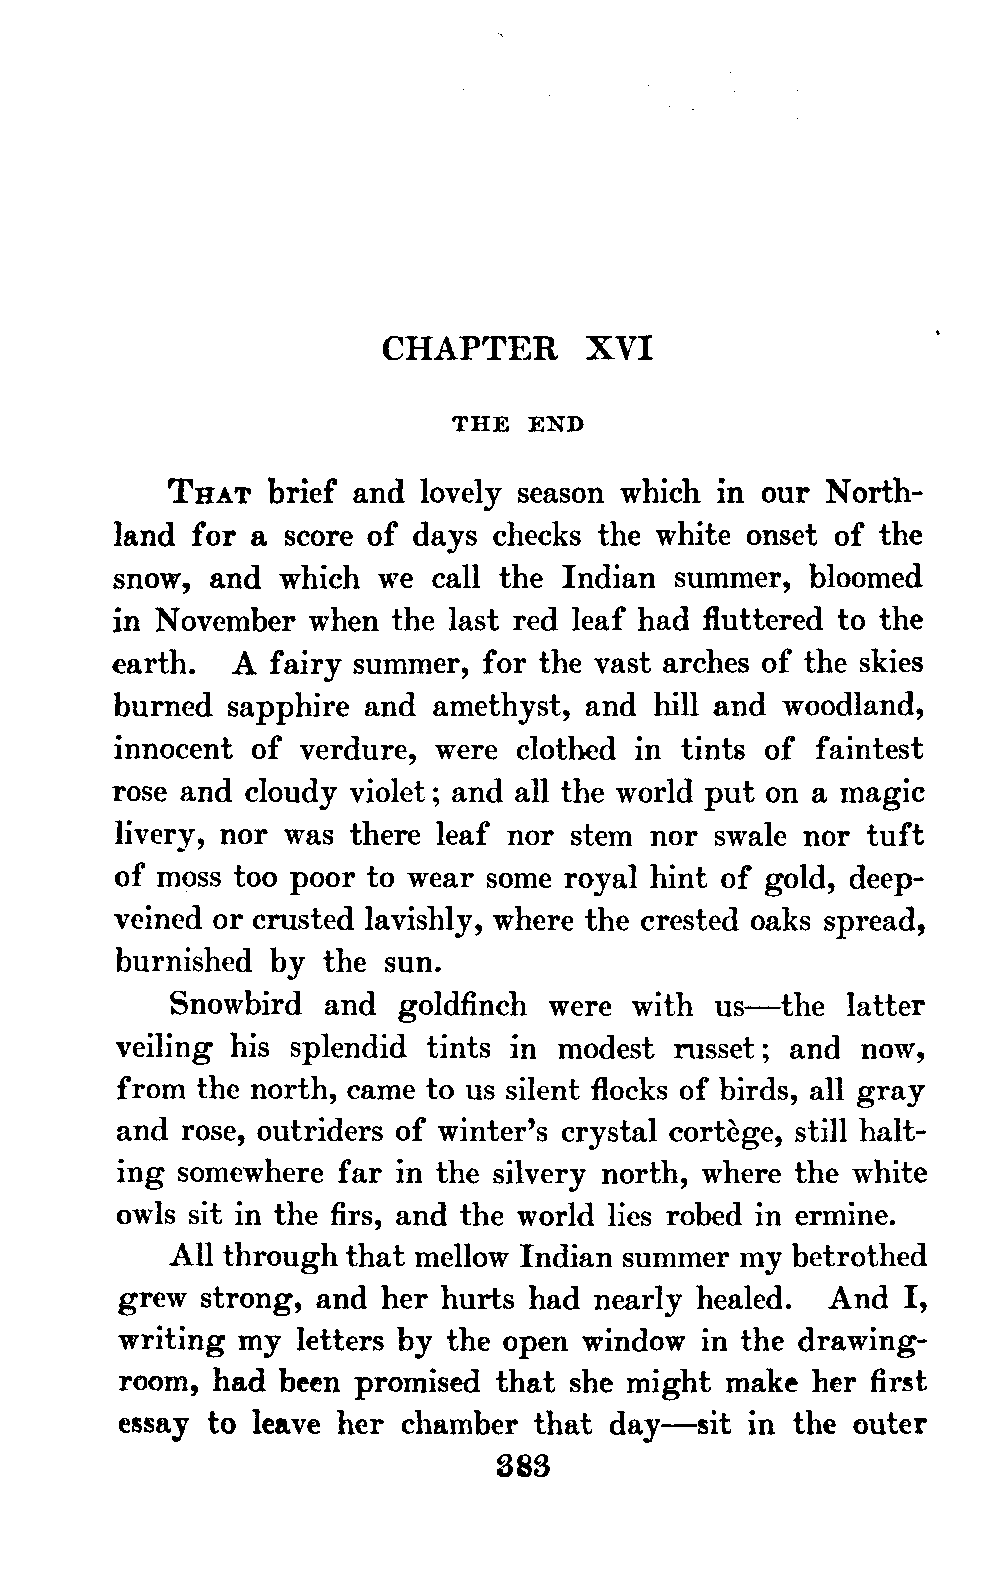 CHAPTER XVI
THE END
THAT brief and lovely season which in our North-
land for a score of days checks the white onset of the
snow, and which we call the Indian summer, bloomed
in November when the last red leaf had fluttered to the
earth. A fairy summer, for the vast arches of the skies
burned sapphire and amethyst, and hill and woodland,
innocent of verdure, were clothed in tints of faintest
rose and cloudy violet; and all the world put on a magic
livery, nor was there leaf nor stem nor swale nor tuft
of moss too poor to wear some royal hint of gold, deep-
veined or crusted lavishly, where the crested oaks spread,
burnished by the sun.
Snowbird and goldfinch were with us—the latter
veiling his splendid tints in modest russet; and now,
from the north, came to us silent flocks of birds, all gray
and rose, outriders of winter's crystal cortège, still halt-
ing somewhere far in the silvery north, where the white
owls sit in the firs, and the world lies robed in ermine.
All through that mellow Indian summer my betrothed
grew strong, and her hurts had nearly healed. And I,
writing my letters by the open window in the drawing-
room, had been promised that she might make her first
essay to leave her chamber that day—sit in the outer
383